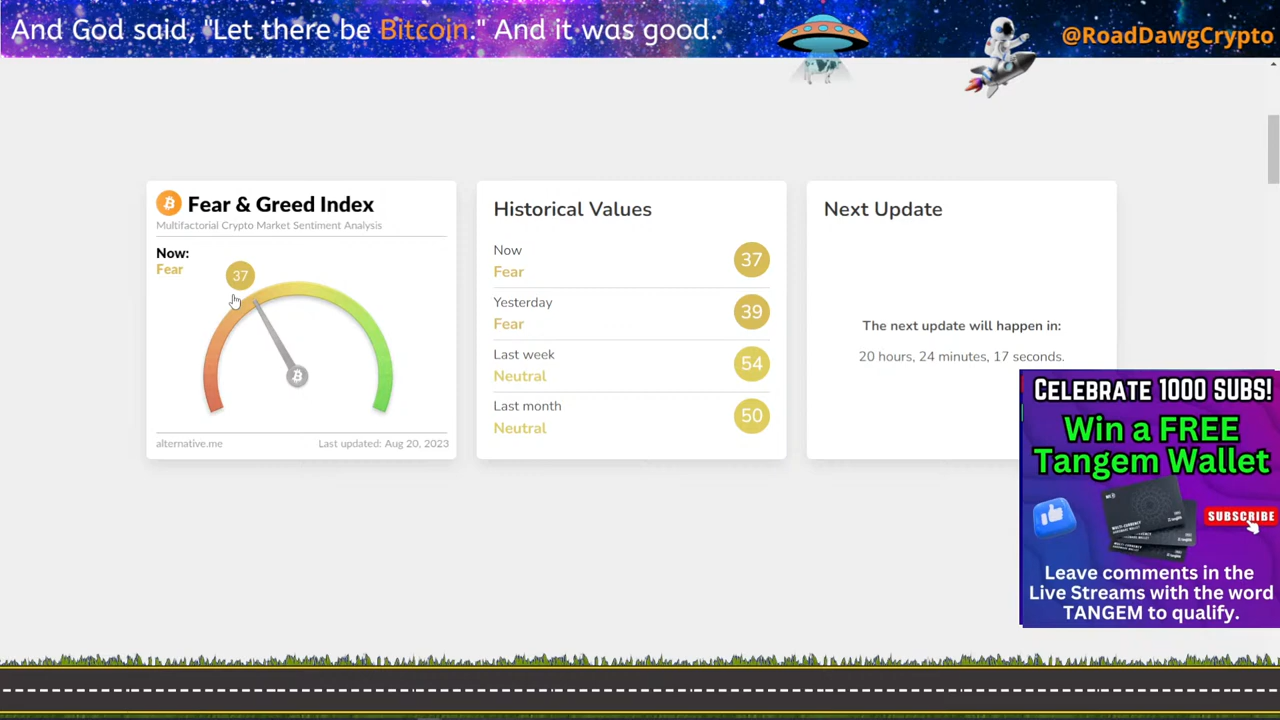 And God said, "Let there be Bitcoin." And it was good.
@RoadDawgCrypto
Fear & Greed Index
Multifactorial Crypto Market Sentiment Analysis
Now:
Fear
37
alternative.me
Last updated: Aug 20, 2023
Historical Values
Now
Fear
37
Yesterday
Fear
39
Last week
Neutral
54
Last month
Neutral
50
Next Update
The next update will happen in:
20 hours, 24 minutes, 17 seconds.
CELEBRATE 1000 SUBS!
Win a FREE
Tangem Wallet
SUBSCRIBE
Leave comments in the
Live Streams with the word
TANGEM to qualify.